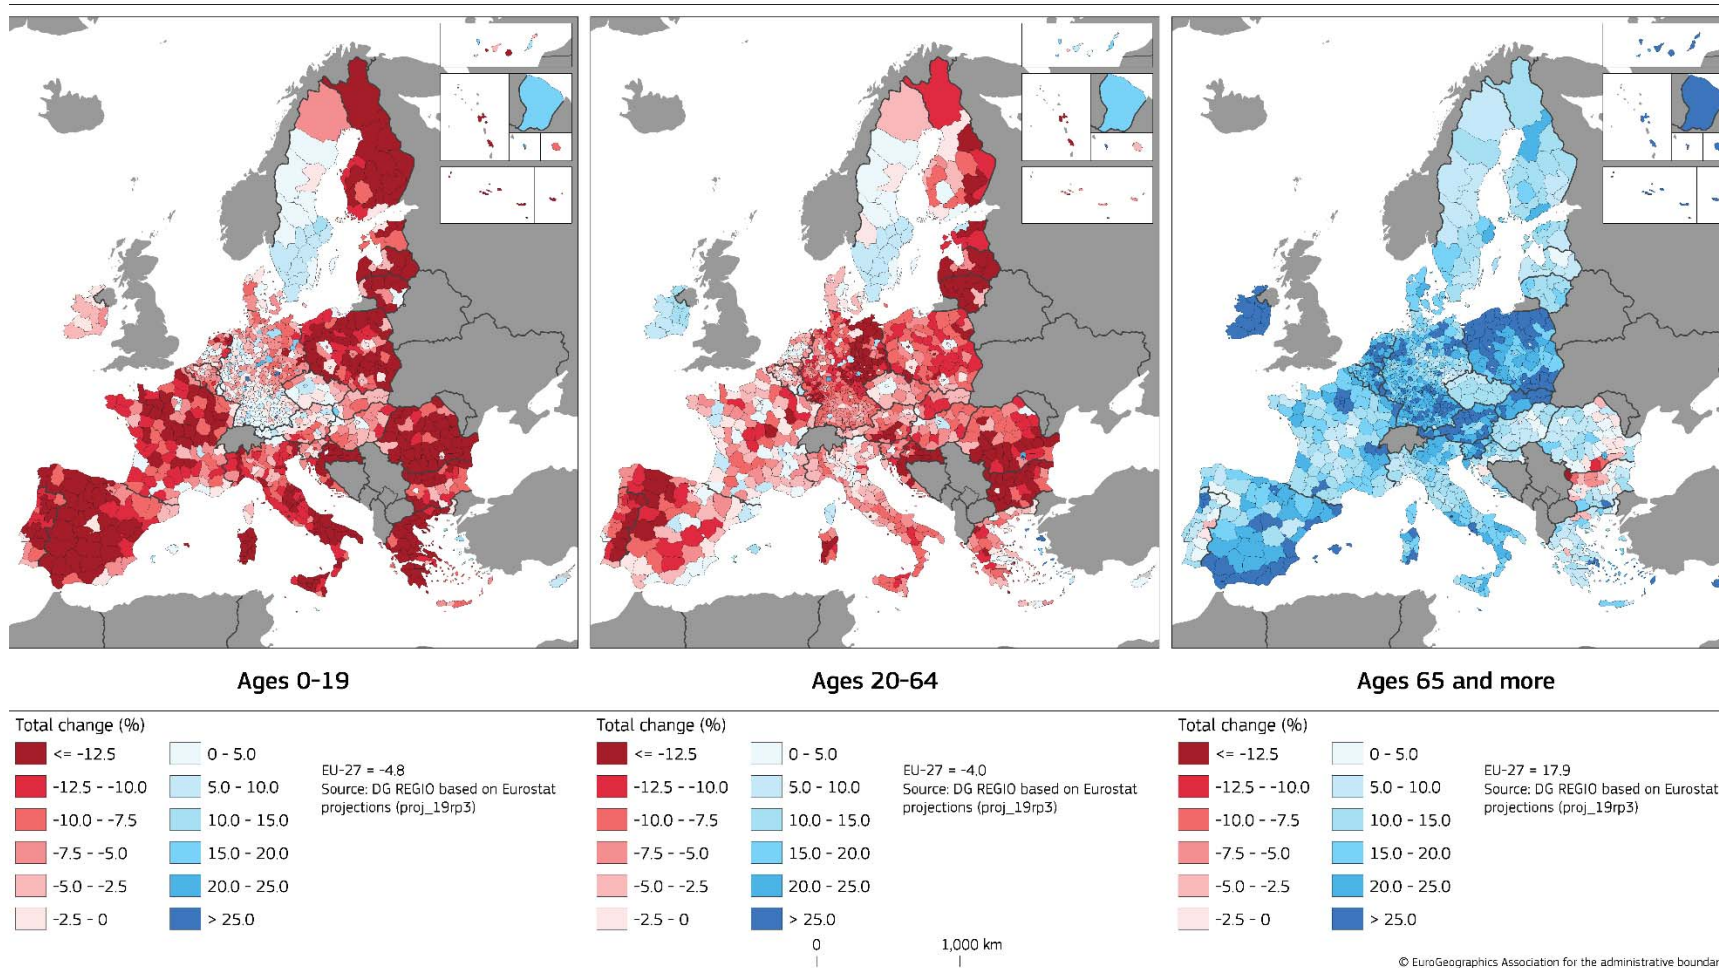 Ages 0-19
Ages 20-64
Ages 65 and more
Total change (%)
<= -12.5
-12.5 - -10.0
-10.0 - -7.5
-7.5 - -5.0
-5.0 - -2.5
-2.5 - 0
0 - 5.0
5.0 - 10.0
10.0 - 15.0
15.0 - 20.0
20.0 - 25.0
> 25.0
EU-27 = -4.8
Source: DG REGIO based on Eurostat
projections (proj_19rp3)
Total change (%)
<= -12.5
-12.5 - -10.0
-10.0 - -7.5
-7.5 - -5.0
-5.0 - -2.5
-2.5 - 0
0 - 5.0
5.0 - 10.0
10.0 - 15.0
15.0 - 20.0
20.0 - 25.0
> 25.0
EU-27 = -4.0
Source: DG REGIO based on Eurostat
projections (proj_19rp3)
Total change (%)
<= -12.5
-12.5 - -10.0
-10.0 - -7.5
-7.5 - -5.0
-5.0 - -2.5
-2.5 - 0
0 - 5.0
5.0 - 10.0
10.0 - 15.0
15.0 - 20.0
20.0 - 25.0
> 25.0
EU-27 = 17.9
Source: DG REGIO based on Eurostat
projections (proj_19rp3)
0 1,000 km
© EuroGeographics Association for the administrative boundar